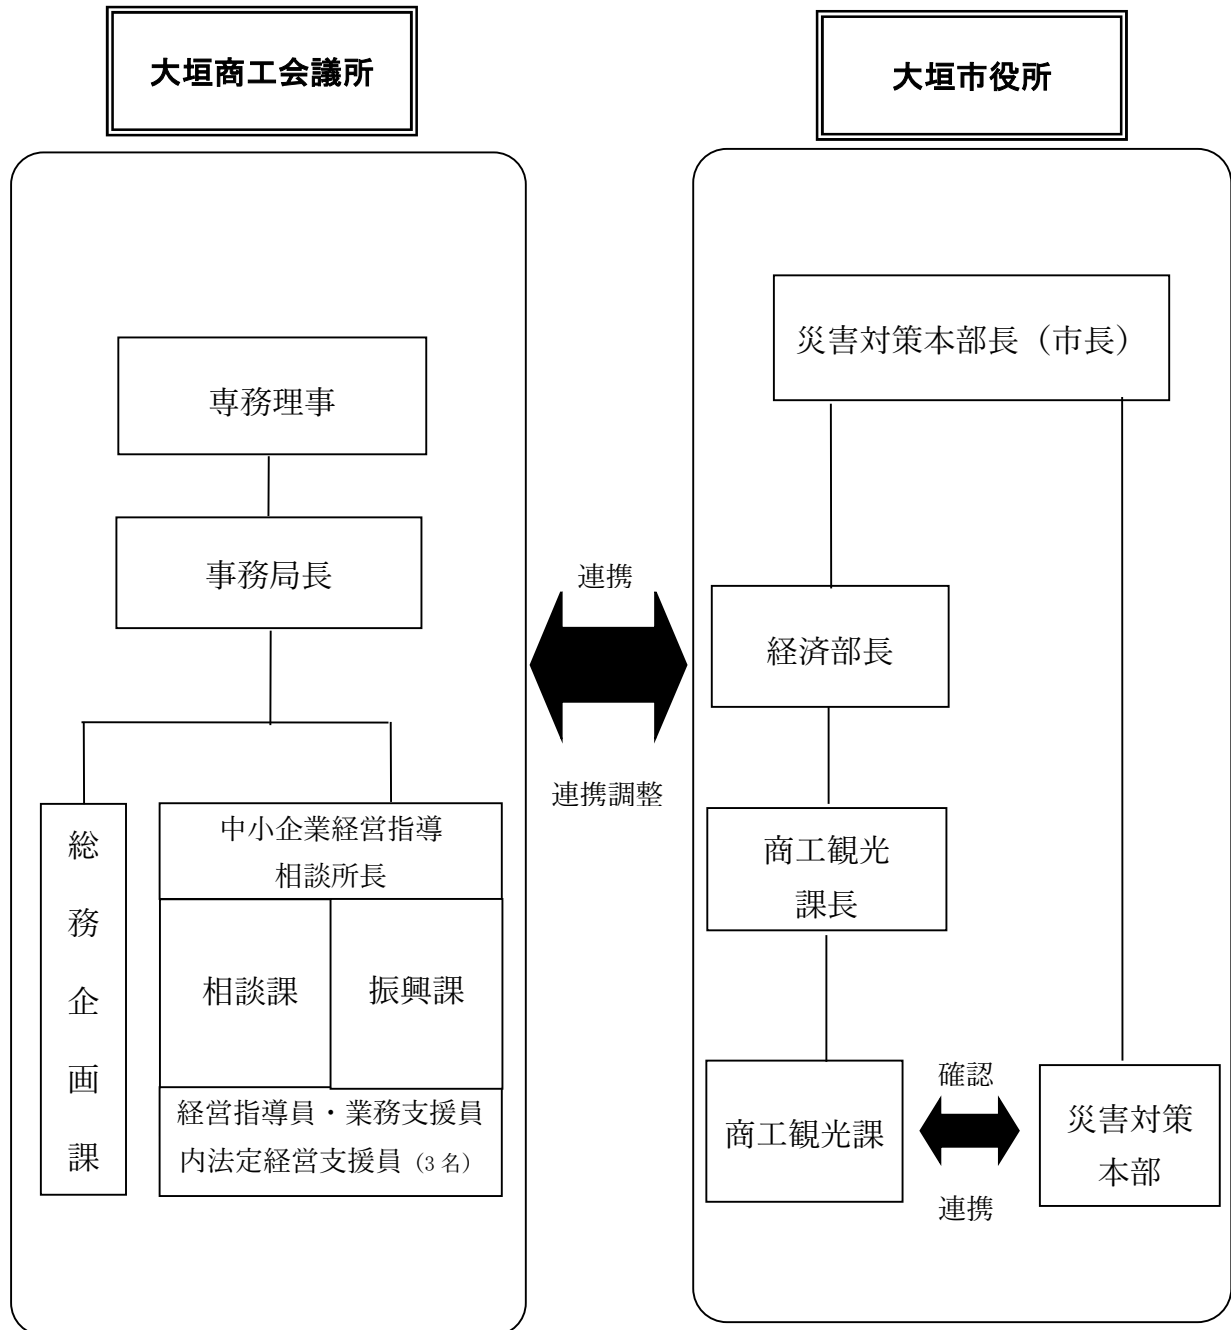 大垣商工会議所
専務理事
事務局長
総務企画課
中小企業経営指導
相談所長
相談課
振興課
経営指導員・業務支援員
内法定経営支援員（3名）
連携
連携調整
大垣市役所
災害対策本部長（市長）
経済部長
商工観光
課長
商工観光課
確認
連携
災害対策
本部